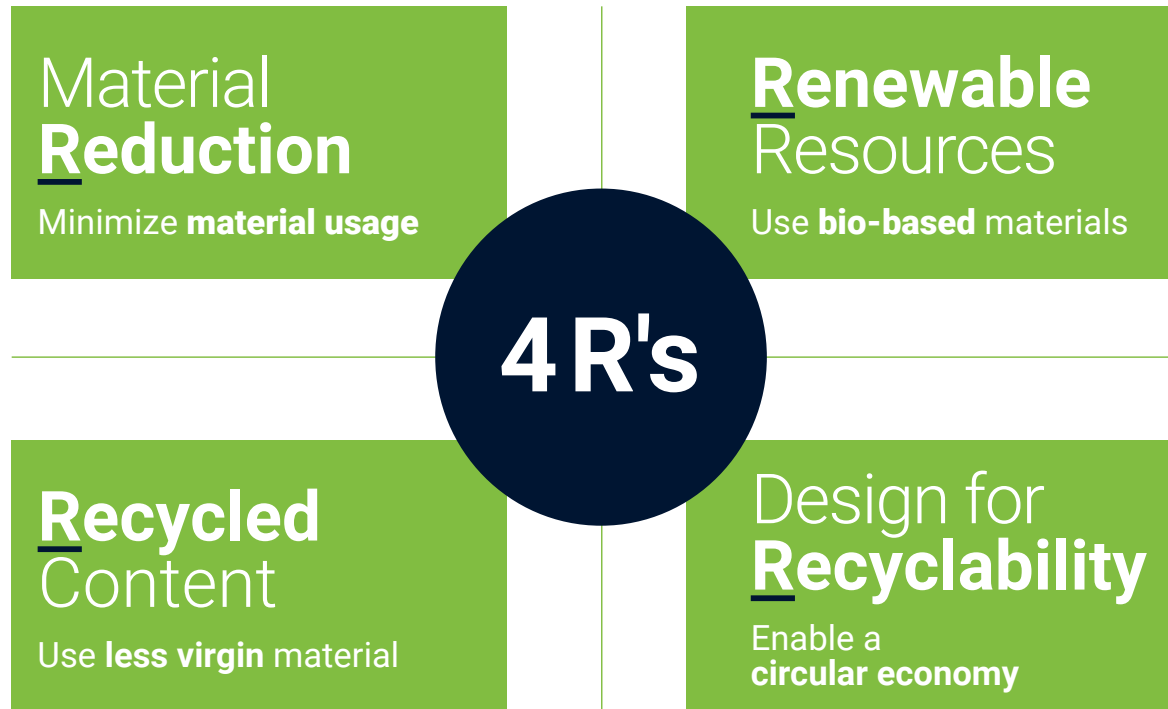 Material
Reduction
Minimize material usage
Renewable
Resources
Use bio-based materials
4 R's
Recycled
Content
Use less virgin material
Design for
Recyclability
Enable a
circular economy